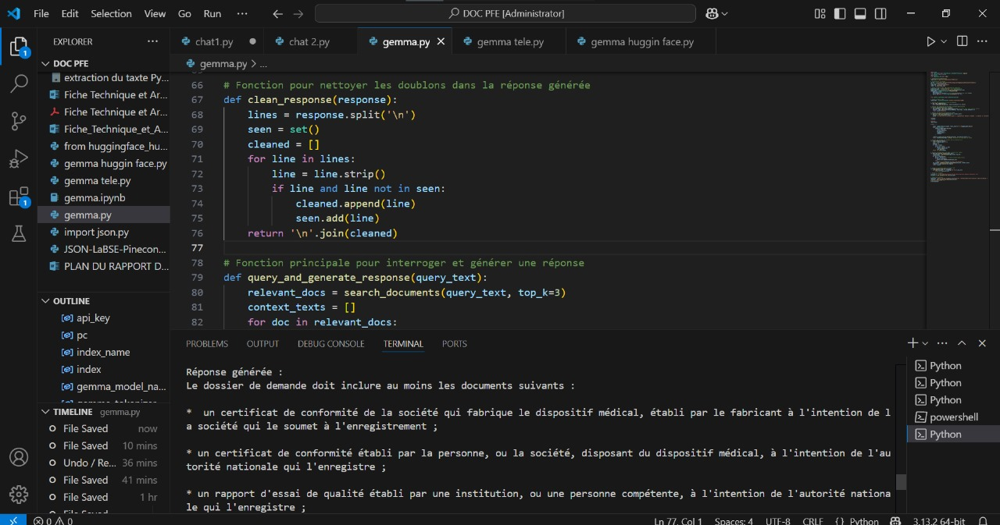 File Edit Selection View Go Run ··· DOC PFE [Administrator]
EXPLORER ···
DOC PFE
extraction du taxte Py...
Fiche Technique et Ar...
Fiche Technique et Ar...
Fiche_Technique_et_A...
from huggingface_hu...
gemma huggin face.py
gemma tele.py
gemma.ipynb
gemma.py
import json.py
JSON-LaBSE-Pinecon...
PLAN DU RAPPORT D...
OUTLINE
api_key
pc
index_name
index
gemma_model_na...
TIMELINE gemma.py
File Saved now
File Saved 10 mins
Undo / Re... 36 mins
File Saved 41 mins
File Saved 1 hr
chat1.py chat 2.py gemma.py gemma tele.py gemma huggin face.py
gemma.py > ...
66 # Fonction pour nettoyer les doublons dans la réponse générée
67 def clean_response(response):
68 lines = response.split('\n')
69 seen = set()
70 cleaned = []
71 for line in lines:
72 line = line.strip()
73 if line and line not in seen:
74 cleaned.append(line)
75 seen.add(line)
76 return '\n'.join(cleaned)
77
78 # Fonction principale pour interroger et générer une réponse
79 def query_and_generate_response(query_text):
80 relevant_docs = search_documents(query_text, top_k=3)
81 context_texts = []
82 for doc in relevant_docs:
PROBLEMS OUTPUT DEBUG CONSOLE TERMINAL PORTS
Réponse générée :
Le dossier de demande doit inclure au moins les documents suivants :
*  un certificat de conformité de la société qui fabrique le dispositif médical, établi par le fabricant à l'intention de l
a société qui le soumet à l'enregistrement ;
* un certificat de conformité établi par la personne, ou la société, disposant du dispositif médical, à l'intention de l'au
torité nationale qui l'enregistre ;
* un rapport d'essai de qualité établi par une institution, ou une personne compétente, à l'intention de l'autorité nationa
le qui l'enregistre ;
Python
Python
Python
powershell
Python
0 0 Ln 77, Col 1 Spaces: 4 UTF-8 CRLF {} Python 3.13.2 64-bit